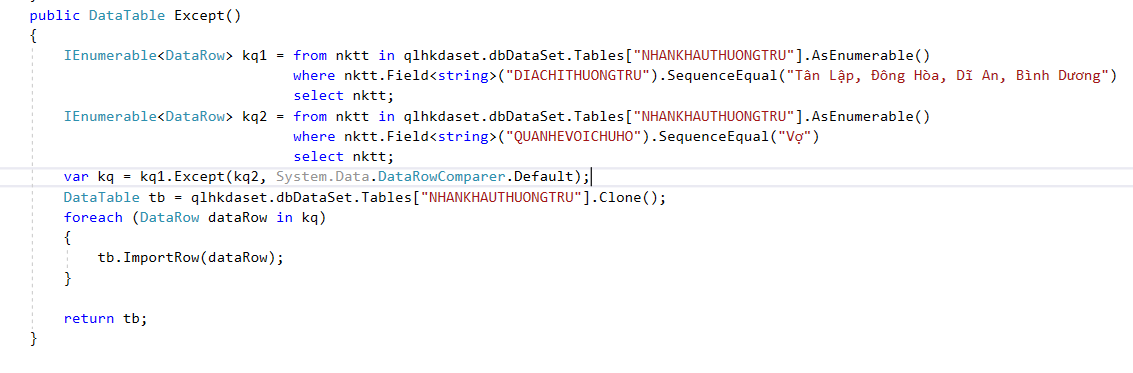 public DataTable Except()
{
IEnumerable<DataRow> kq1 = from nktt in qlhkdaset.dbDataSet.Tables["NHANKHAUTHUONGTRU"].AsEnumerable()
where nktt.Field<string>("DIACHITHUONGTRU").SequenceEqual("Tân Lập, Đông Hòa, Dĩ An, Bình Dương")
select nktt;
IEnumerable<DataRow> kq2 = from nktt in qlhkdaset.dbDataSet.Tables["NHANKHAUTHUONGTRU"].AsEnumerable()
where nktt.Field<string>("QUANHEVOICHUHO").SequenceEqual("Vợ")
select nktt;
var kq = kq1.Except(kq2, System.Data.DataRowComparer.Default);
DataTable tb = qlhkdaset.dbDataSet.Tables["NHANKHAUTHUONGTRU"].Clone();
foreach (DataRow dataRow in kq)
{
tb.ImportRow(dataRow);
}
return tb;
}